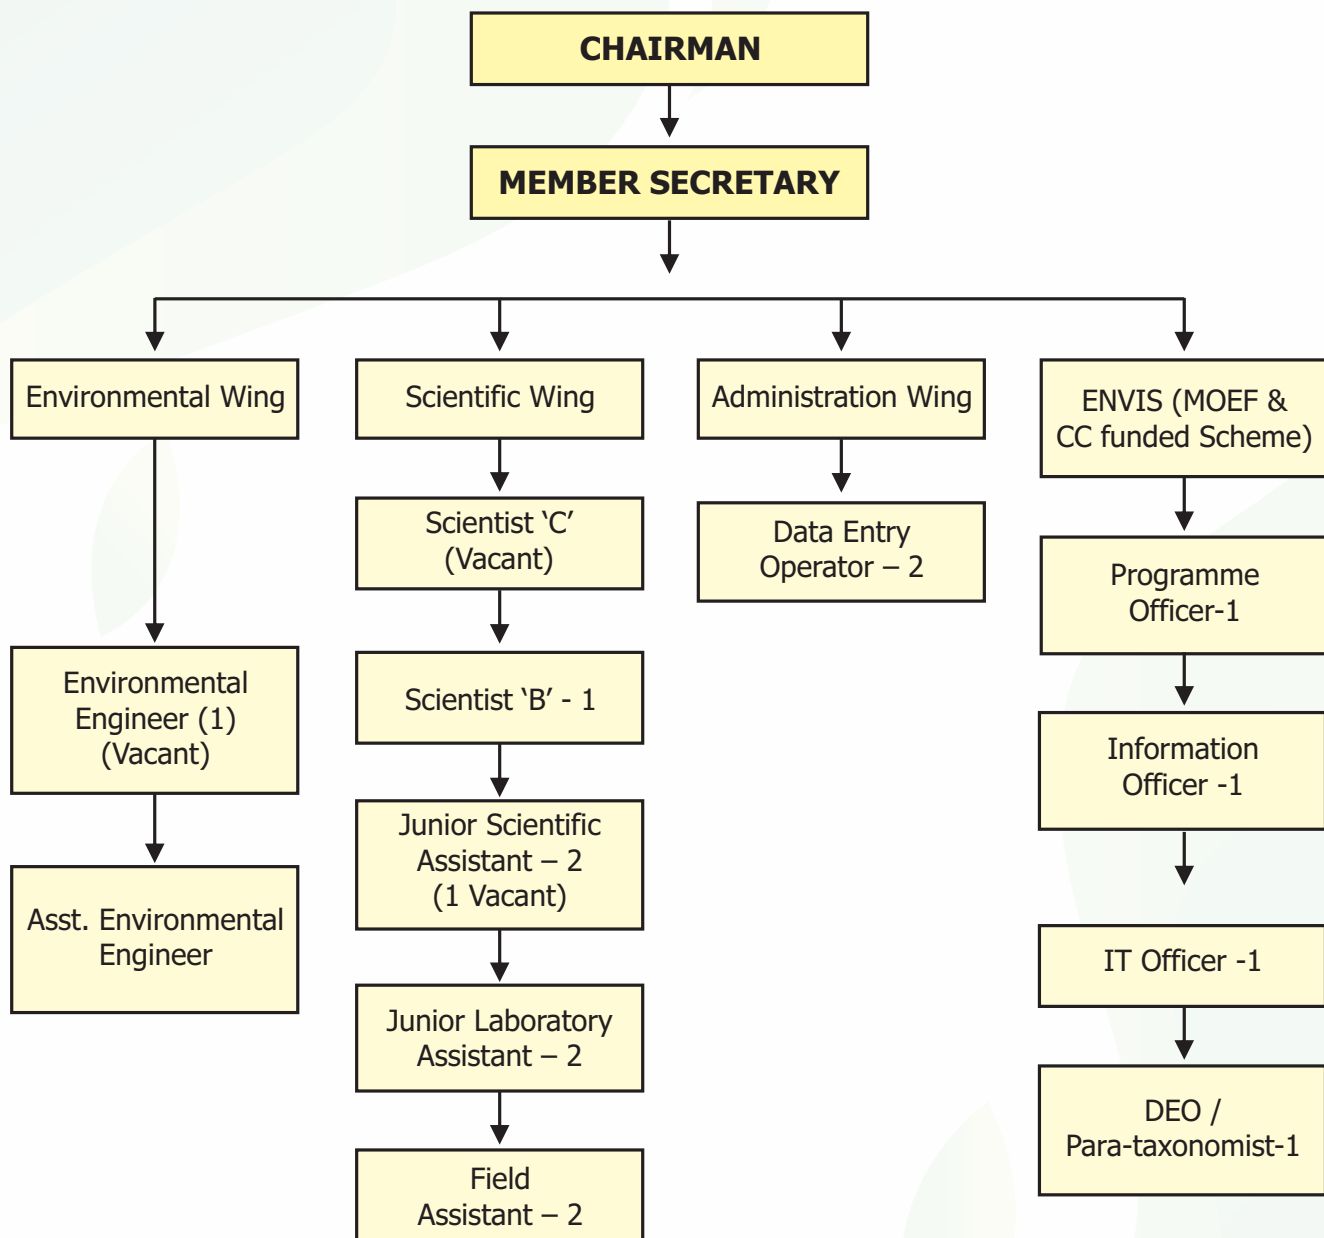 CHAIRMAN
MEMBER SECRETARY
Environmental Wing
Scientific Wing
Administration Wing
ENVIS (MOEF &
CC funded Scheme)
Scientist ‘C’
(Vacant)
Data Entry
Operator – 2
Programme
Officer-1
Environmental
Engineer (1)
(Vacant)
Scientist ‘B’ - 1
Information
Officer -1
Junior Scientific
Assistant – 2
(1 Vacant)
Asst. Environmental
Engineer
IT Officer -1
Junior Laboratory
Assistant – 2
DEO /
Para-taxonomist-1
Field
Assistant – 2